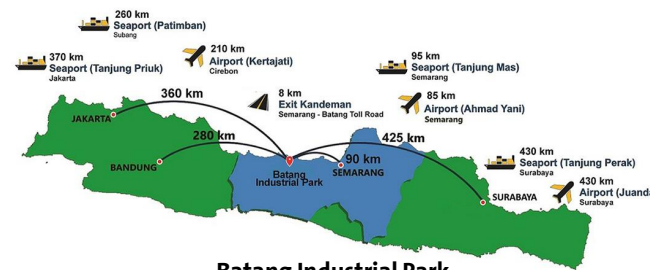 260 km
Seaport (Patimban)
Subang
370 km
Seaport (Tanjung Priuk)
Jakarta
210 km
Airport (Kertajati)
Cirebon
95 km
Seaport (Tanjung Mas)
Semarang
8 km
Exit Kandeman
Semarang - Batang Toll Road
85 km
Airport (Ahmad Yani)
Semarang
360 km
JAKARTA
280 km
BANDUNG
425 km
90 km
Batang
Industrial Park
SEMARANG
430 km
Seaport (Tanjung Perak)
Surabaya
430 km
Airport (Juanda
Surabaya
SURABAYA
Batang Industrial Park